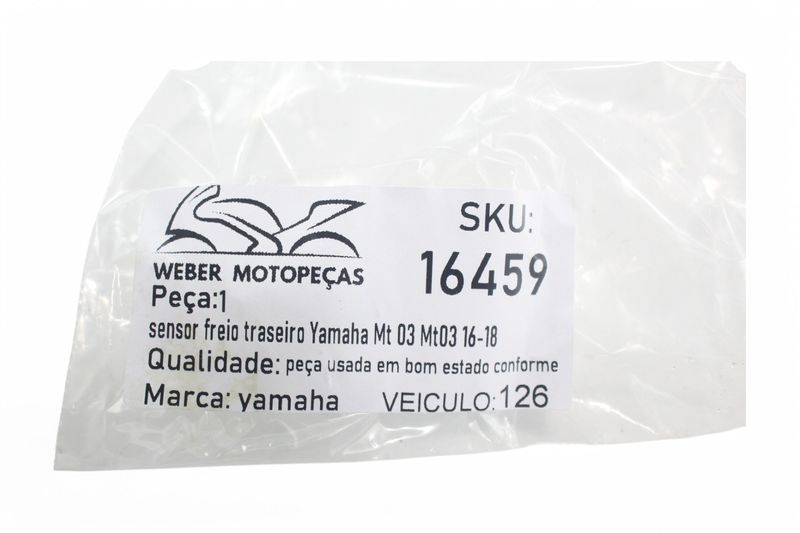 WEBER MOTOPEÇAS
SKU:
16459
Peça:1
sensor freio traseiro Yamaha Mt 03 Mt03 16-18
Qualidade: peça usada em bom estado conforme
Marca: yamaha VEICULO: 126